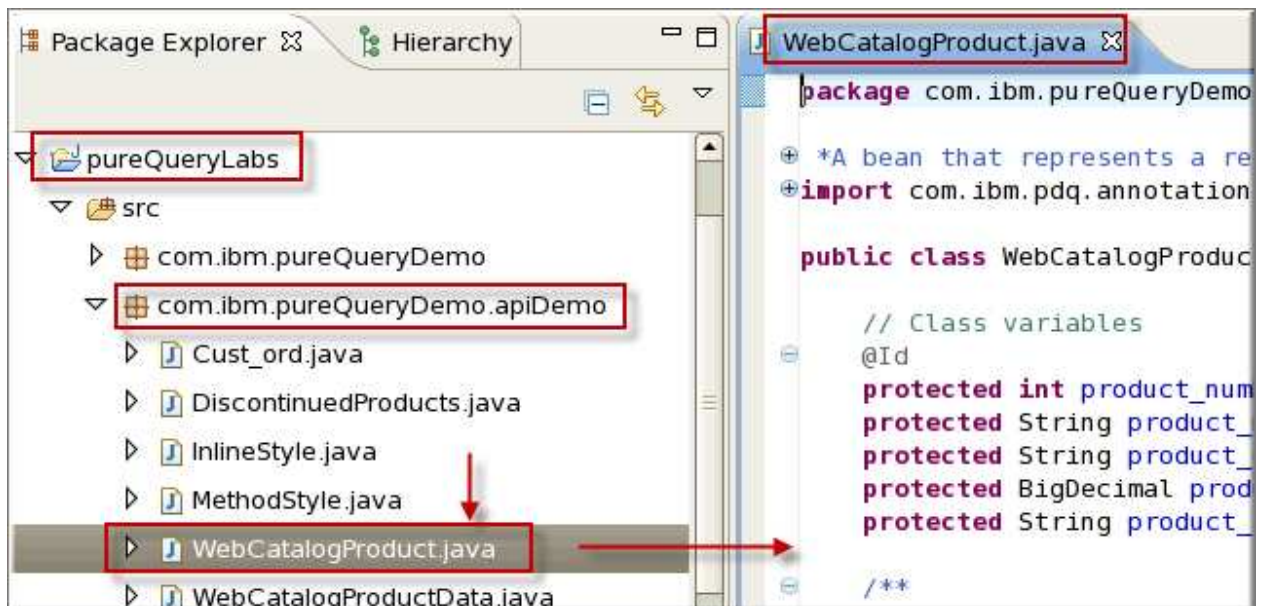 Package Explorer
Hierarchy
pureQueryLabs
src
com.ibm.pureQueryDemo
com.ibm.pureQueryDemo.apiDemo
Cust_ord.java
DiscontinuedProducts.java
InlineStyle.java
MethodStyle.java
WebCatalogProduct.java
WebCatalogProductData.java
WebCatalogProduct.java
package com.ibm.pureQueryDemo
*A bean that represents a re
import com.ibm.pdq.annotation
public class WebCatalogProduc
// Class variables
@Id
protected int product_num
protected String product_
protected String product_
protected BigDecimal prod
protected String product_
/**